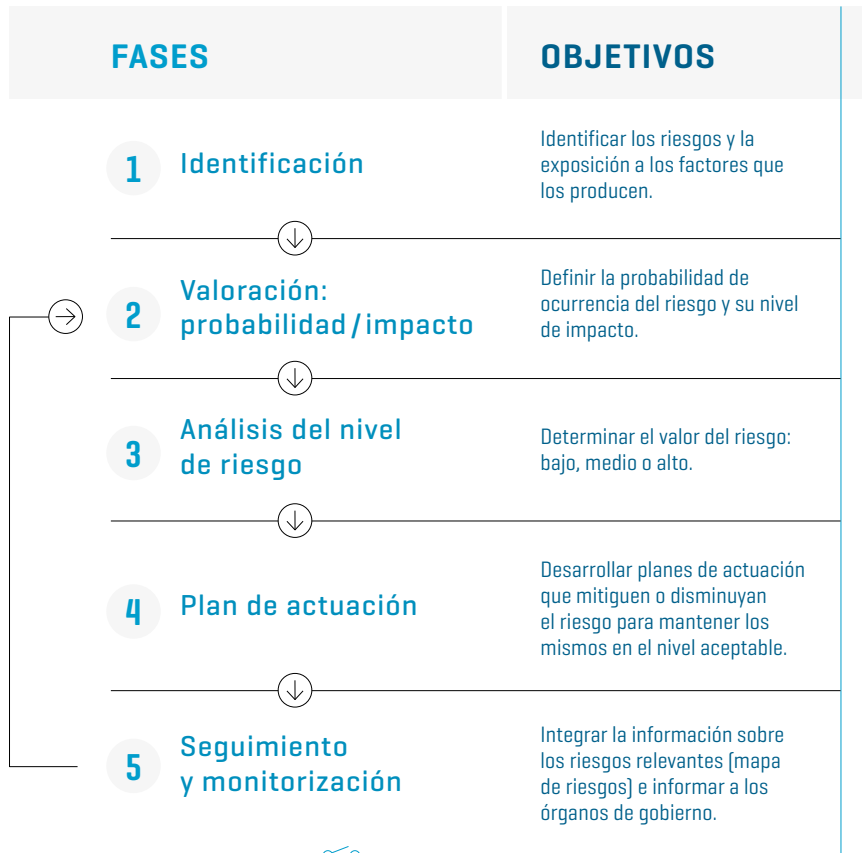 FASES
OBJETIVOS
1
Identificación
Identificar los riesgos y la
exposición a los factores que
los producen.
2
Valoración:
probabilidad/impacto
Definir la probabilidad de
ocurrencia del riesgo y su nivel
de impacto.
3
Análisis del nivel
de riesgo
Determinar el valor del riesgo:
bajo, medio o alto.
4
Plan de actuación
Desarrollar planes de actuación
que mitiguen o disminuyan
el riesgo para mantener los
mismos en el nivel aceptable.
5
Seguimiento
y monitorización
Integrar la información sobre
los riesgos relevantes (mapa
de riesgos) e informar a los
órganos de gobierno.